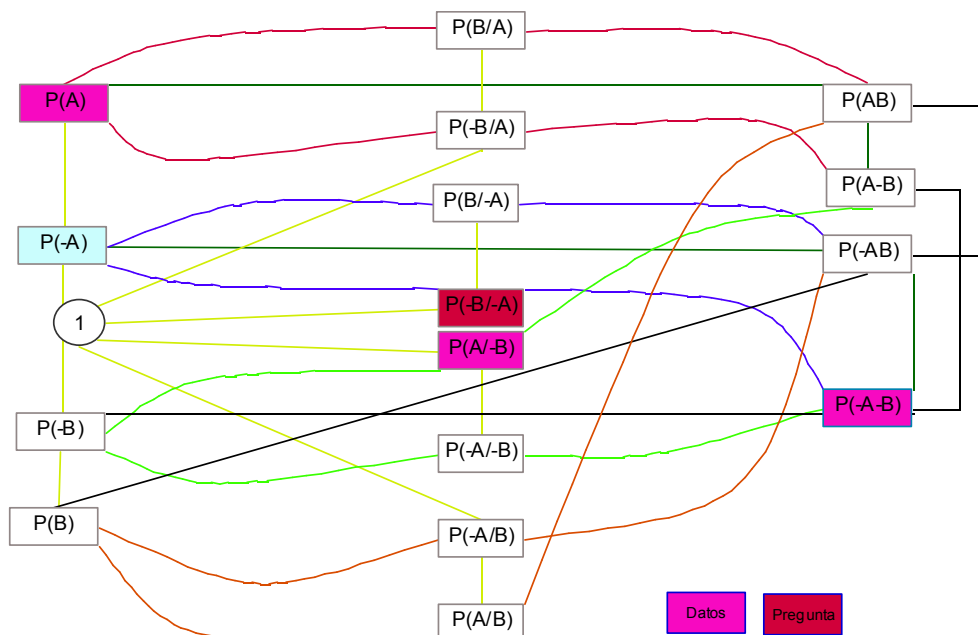 P(B/A)
P(A)
P(AB)
P(-B/A)
P(A-B)
P(B/-A)
P(-A)
P(-AB)
P(-B/-A)
1
P(A/-B)
P(-A-B)
P(-B)
P(-A/-B)
P(B)
P(-A/B)
P(A/B)
Datos
Pregunta